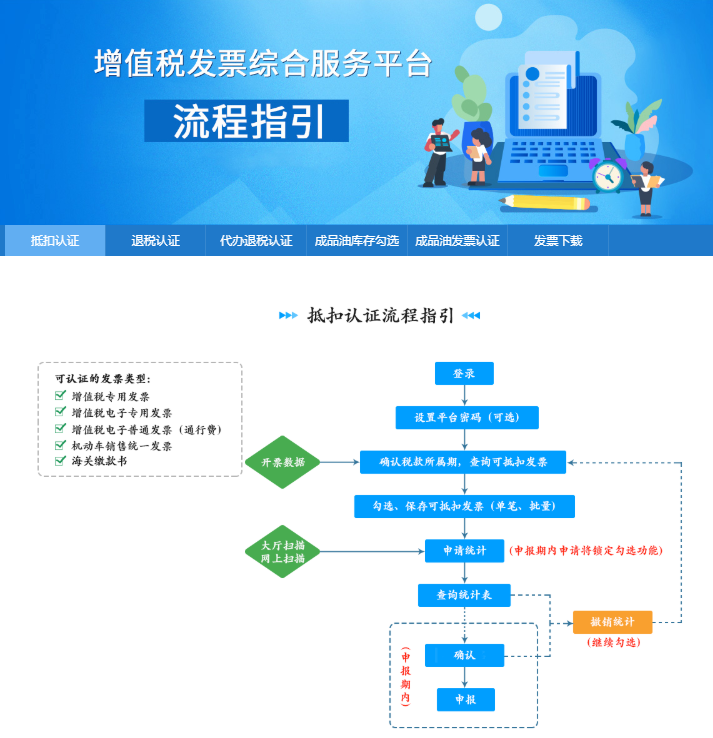 增值税发票综合服务平台
流程指引
抵扣认证 退税认证 代办退税认证 成品油库存勾选 成品油发票认证 发票下载
抵扣认证流程指引
可认证的发票类型:
增值税专用发票
增值税电子专用发票
增值税电子普通发票（通行费）
机动车销售统一发票
海关缴款书
登录
设置平台密码（可选）
开票数据
确认税款所属期，查询可抵扣发票
勾选、保存可抵扣发票（单笔、批量）
大厅扫描
网上扫描
申请统计
(申报期内申请将锁定勾选功能)
查询统计表
撤销统计
(继续勾选)
(申报期内)
确认
申报